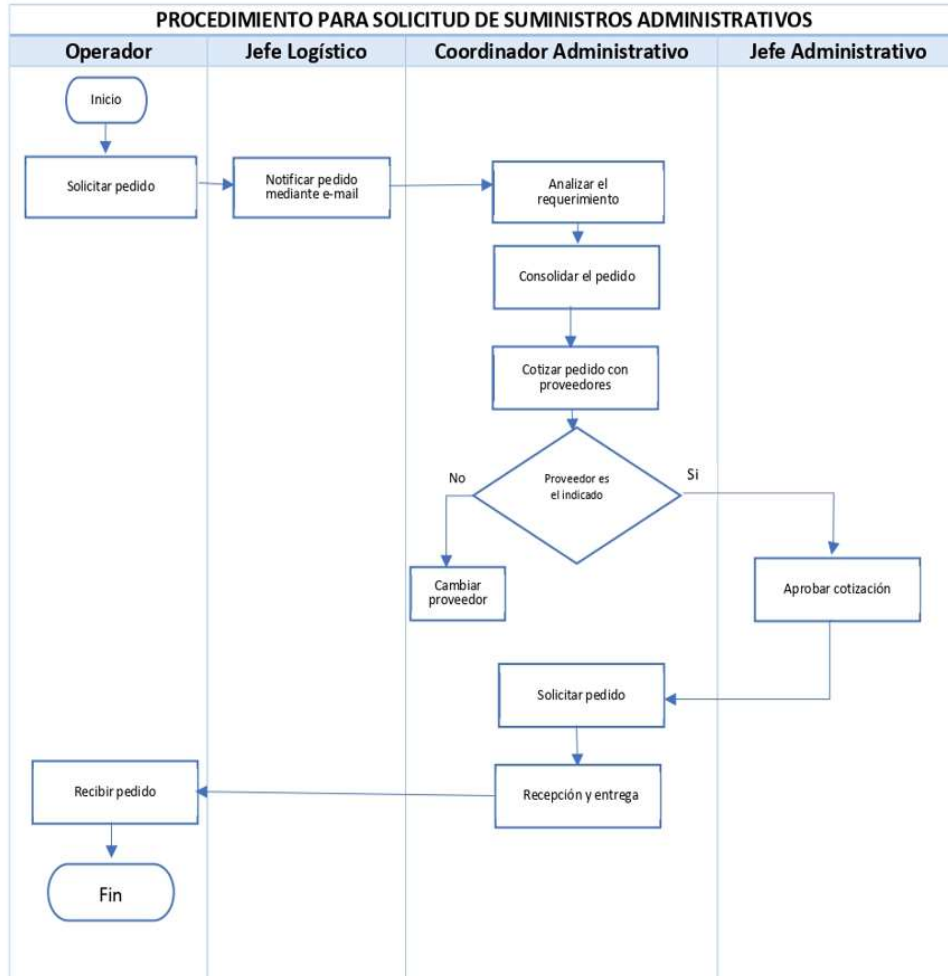 PROCEDIMIENTO PARA SOLICITUD DE SUMINISTROS ADMINISTRATIVOS
Operador
Jefe Logístico
Coordinador Administrativo
Jefe Administrativo
Inicio
Solicitar pedido
Notificar pedido
mediante e-mail
Analizar el
requerimiento
Consolidar el pedido
Cotizar pedido con
proveedores
Proveedor es
el indicado
No
Si
Cambiar
proveedor
Aprobar cotización
Solicitar pedido
Recepción y entrega
Recibir pedido
Fin